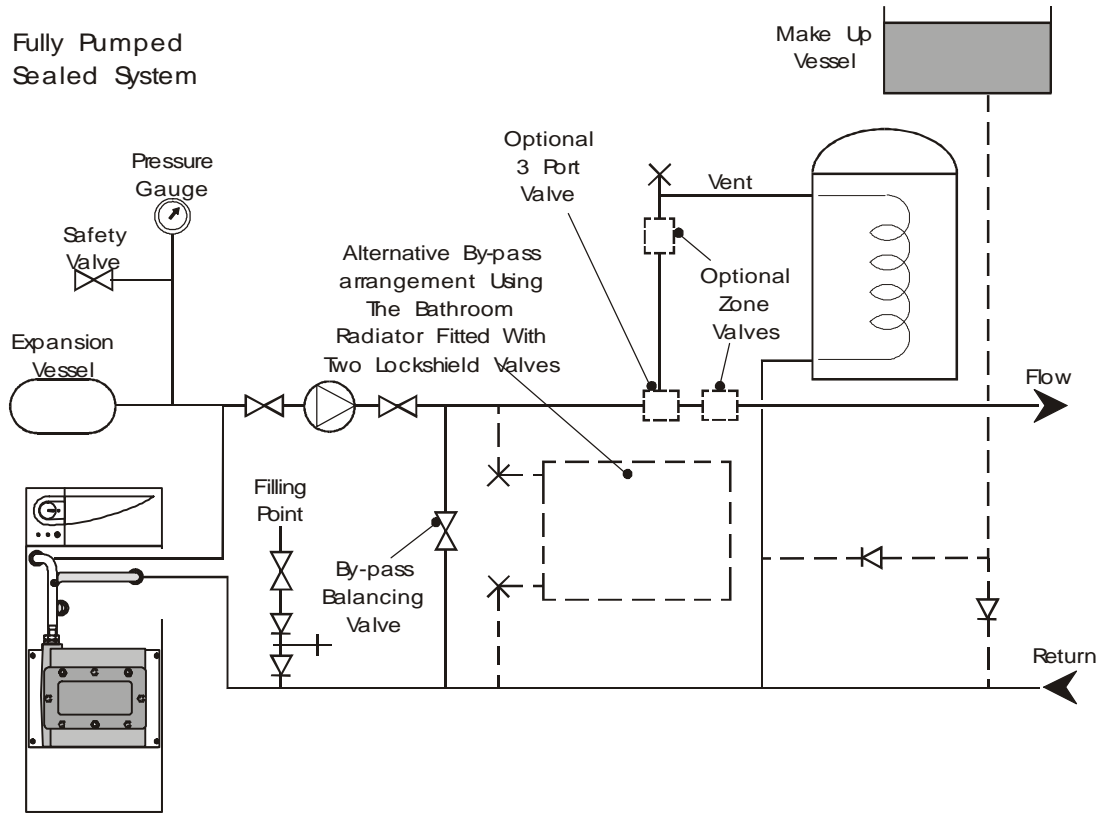 Fully Pumped
Sealed System
Make Up
Vessel
Optional
3 Port
Valve
Pressure
Gauge
Vent
Safety
Valve
Alternative By-pass
arrangement Using
The Bathroom
Radiator Fitted With
Two Lockshield Valves
Optional
Zone
Valves
Expansion
Vessel
Flow
Filling
Point
By-pass
Balancing
Valve
Return